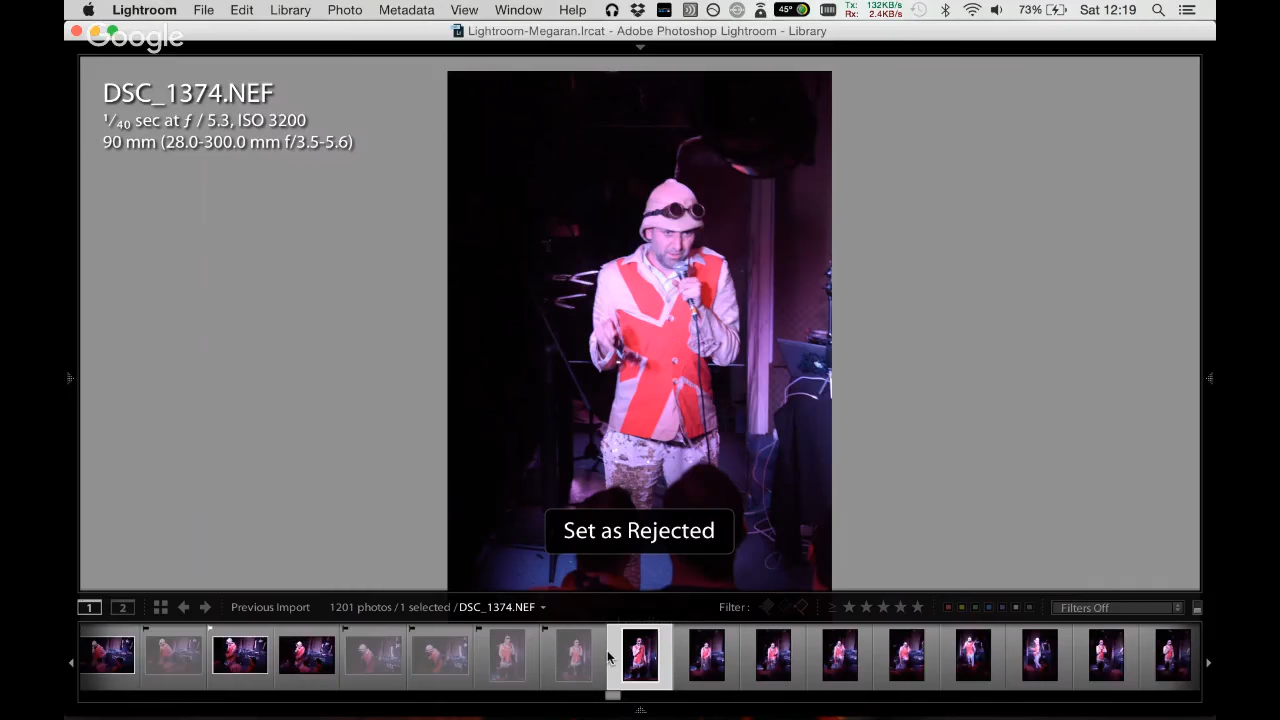 Lightroom File Edit Library Photo Metadata View Window Help 45° Tx: 132KB/s Rx: 2.4KB/s 73% Sat 12:19
Google
Lightroom-Megaran.lrcat - Adobe Photoshop Lightroom - Library
DSC_1374.NEF
1/40 sec at ƒ / 5.3, ISO 3200
90 mm (28.0-300.0 mm f/3.5-5.6)
Set as Rejected
1 2 Previous Import 1201 photos / 1 selected / DSC_1374.NEF Filter: Filters Off